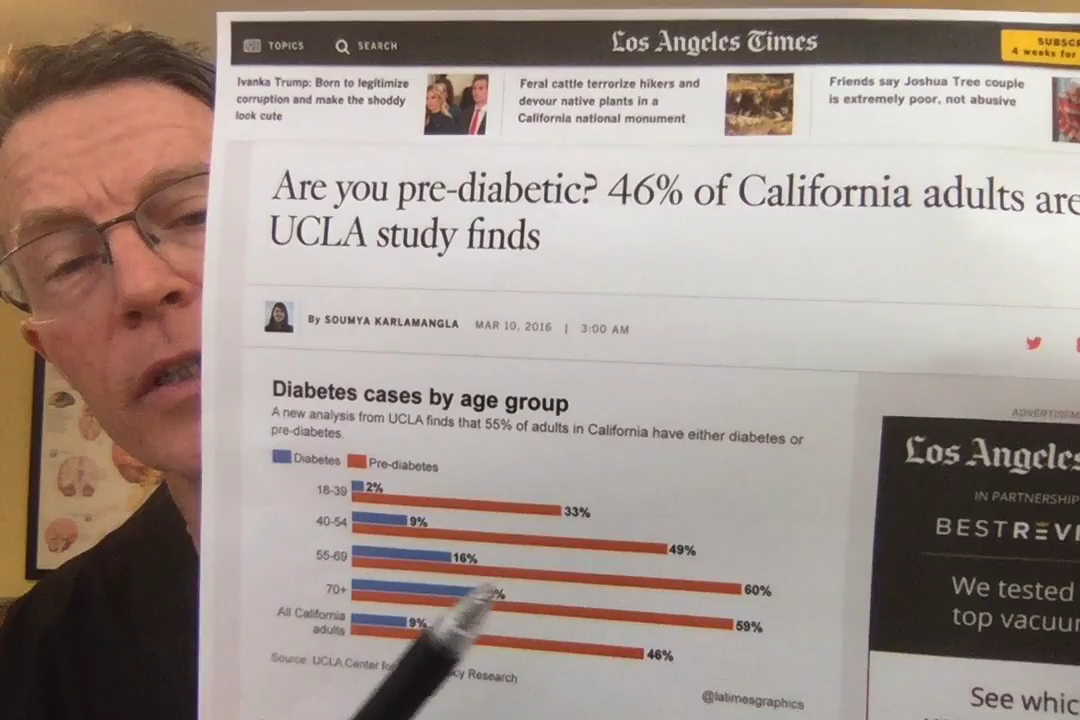 TOPICS
SEARCH
Los Angeles Times
SUBSC
4 weeks for
Ivanka Trump: Born to legitimize
corruption and make the shoddy
look cute
Feral cattle terrorize hikers and
devour native plants in a
California national monument
Friends say Joshua Tree couple
is extremely poor, not abusive
Are you pre-diabetic? 46% of California adults are
UCLA study finds
By SOUMYA KARLAMANGLA MAR 10, 2016 | 3:00 AM
Diabetes cases by age group
A new analysis from UCLA finds that 55% of adults in California have either diabetes or
pre-diabetes.
Diabetes Pre-diabetes
18-39 2%
33%
40-54 9%
49%
55-69 16%
60%
70+ %
59%
All California
adults 9%
46%
Source: UCLA Center for cy Research
@latimesgraphics
ADVERTISEM
Los Angeles
IN PARTNERSHIP
BESTREVI
We tested
top vacuum
See which